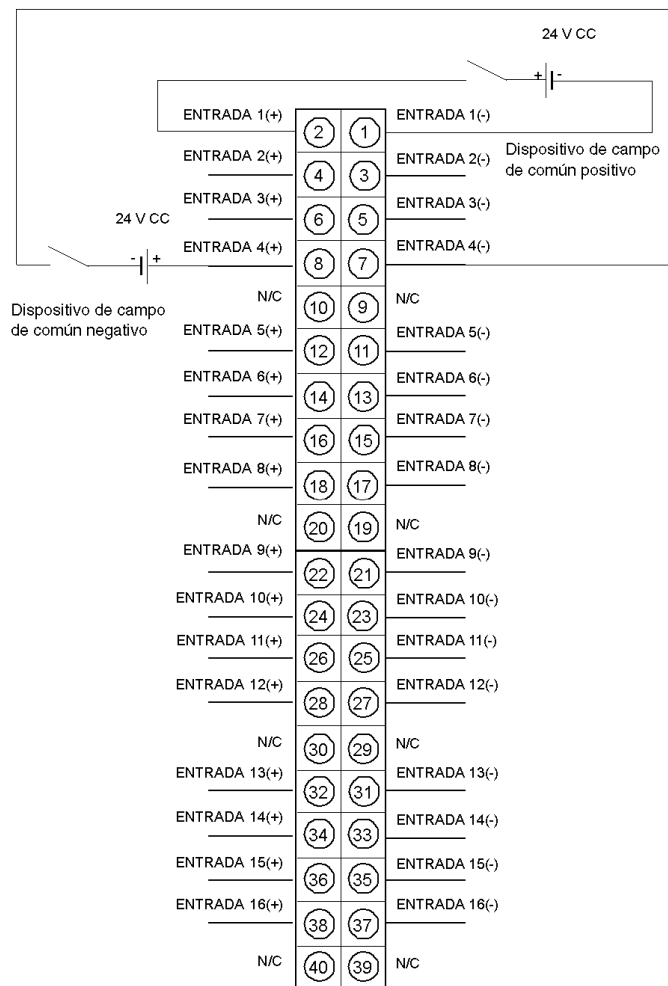 24 V CC
+ -
ENTRADA 1(+) 2 1 ENTRADA 1(-)
Dispositivo de campo
de común positivo
ENTRADA 2(+) 4 3 ENTRADA 2(-)
ENTRADA 3(+) 6 5 ENTRADA 3(-)
24 V CC
- +
ENTRADA 4(+) 8 7 ENTRADA 4(-)
Dispositivo de campo
de común negativo
N/C 10 9 N/C
ENTRADA 5(+) 12 11 ENTRADA 5(-)
ENTRADA 6(+) 14 13 ENTRADA 6(-)
ENTRADA 7(+) 16 15 ENTRADA 7(-)
ENTRADA 8(+) 18 17 ENTRADA 8(-)
N/C 20 19 N/C
ENTRADA 9(+) 22 21 ENTRADA 9(-)
ENTRADA 10(+) 24 23 ENTRADA 10(-)
ENTRADA 11(+) 26 25 ENTRADA 11(-)
ENTRADA 12(+) 28 27 ENTRADA 12(-)
N/C 30 29 N/C
ENTRADA 13(+) 32 31 ENTRADA 13(-)
ENTRADA 14(+) 34 33 ENTRADA 14(-)
ENTRADA 15(+) 36 35 ENTRADA 15(-)
ENTRADA 16(+) 38 37 ENTRADA 16(-)
N/C 40 39 N/C